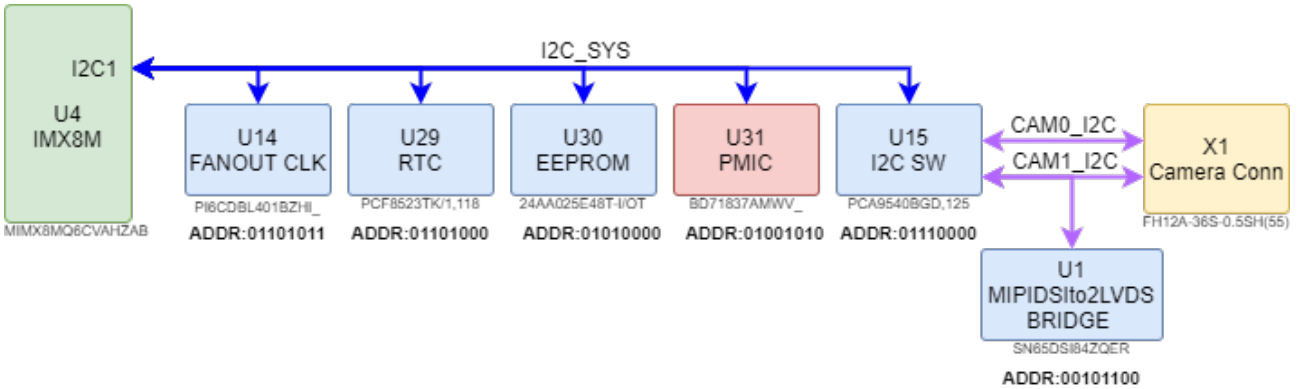 I2C_SYS
I2C1
U4
IMX8M
MIMX8MQ6CVAHZAB
U14
FANOUT CLK
PI6CDBL401BZHI_
ADDR:01101011
U29
RTC
PCF8523TK/1,118
ADDR:01101000
U30
EEPROM
24AA025E48T-I/OT
ADDR:01010000
U31
PMIC
BD71837AMWV_
ADDR:01001010
U15
I2C SW
PCA9540BGD,125
ADDR:01110000
CAM0_I2C
CAM1_I2C
X1
Camera Conn
FH12A-36S-0.5SH(55)
U1
MIPIDSIto2LVDS
BRIDGE
SN65DSI84ZQER
ADDR:00101100